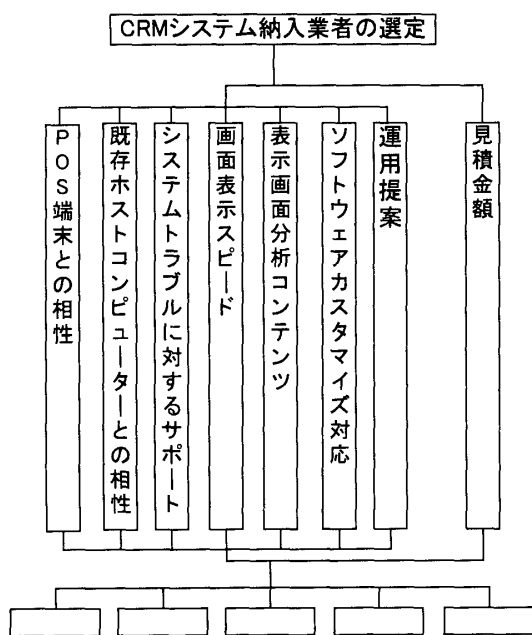 CRMシステム納入業者の選定
POS端末との相性
既存ホストコンピューターとの相性
システムトラブルに対するサポート
画面表示スピード
表示画面分析コンテンツ
ソフトウェアカスタマイズ対応
運用提案
見積金額